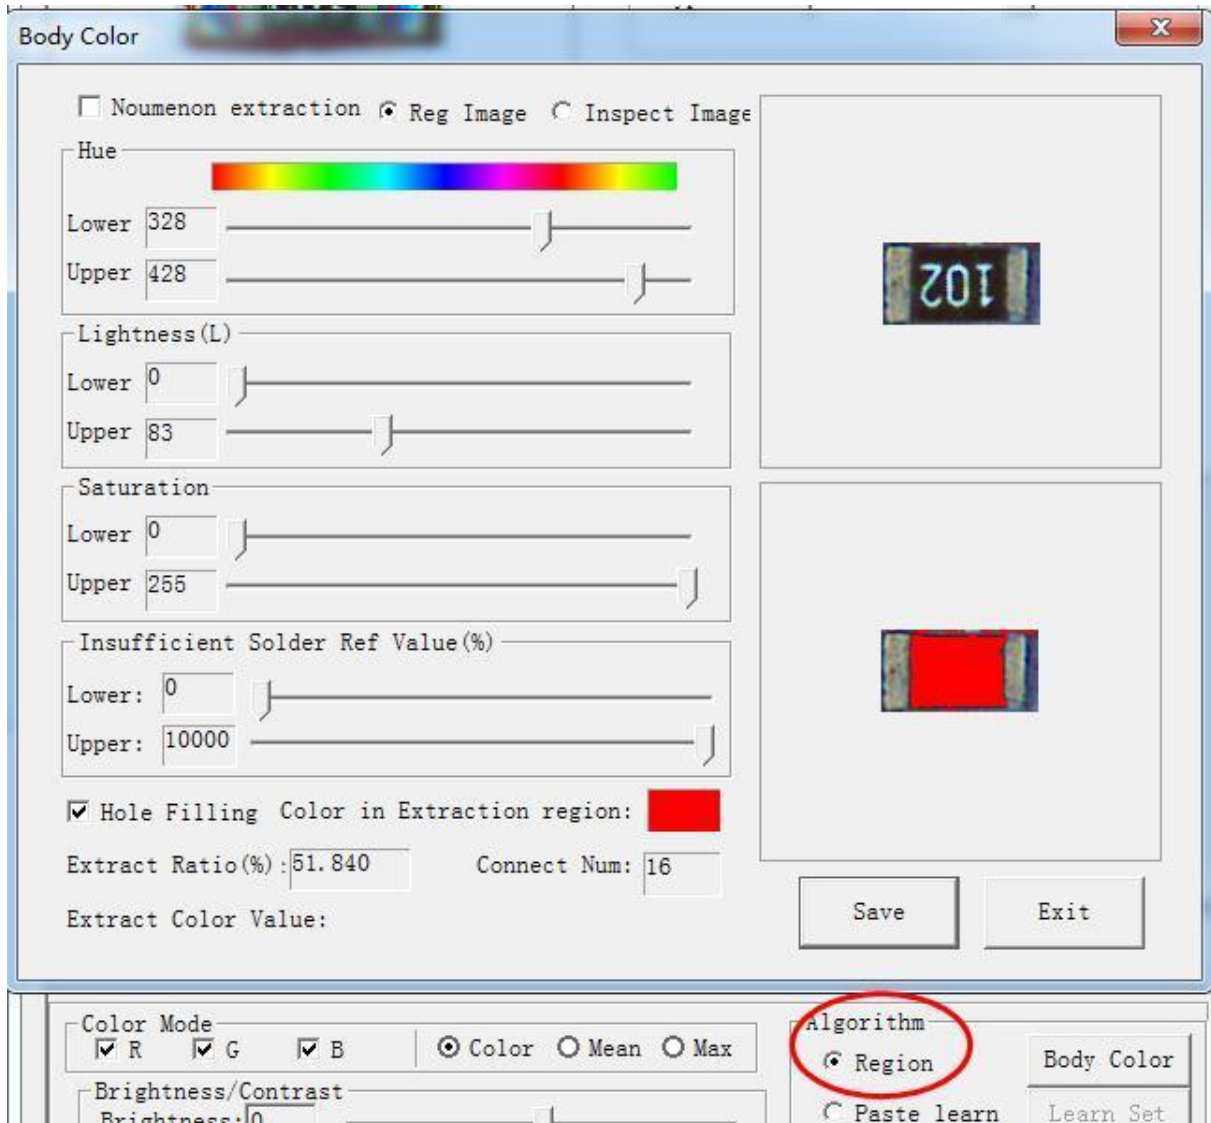 Body Color
Noumenon extraction Reg Image Inspect Image
Hue
Lower 328
Upper 428
Lightness(L)
Lower 0
Upper 83
Saturation
Lower 0
Upper 255
Insufficient Solder Ref Value(%)
Lower: 0
Upper: 10000
Hole Filling Color in Extraction region:
Extract Ratio(%): 51.840 Connect Num: 16
Extract Color Value:
102
Save Exit
Color Mode
R G B Color Mean Max
Brightness/Contrast
Brightness: 0
Algorithm
Region Body Color
Paste learn Learn Set